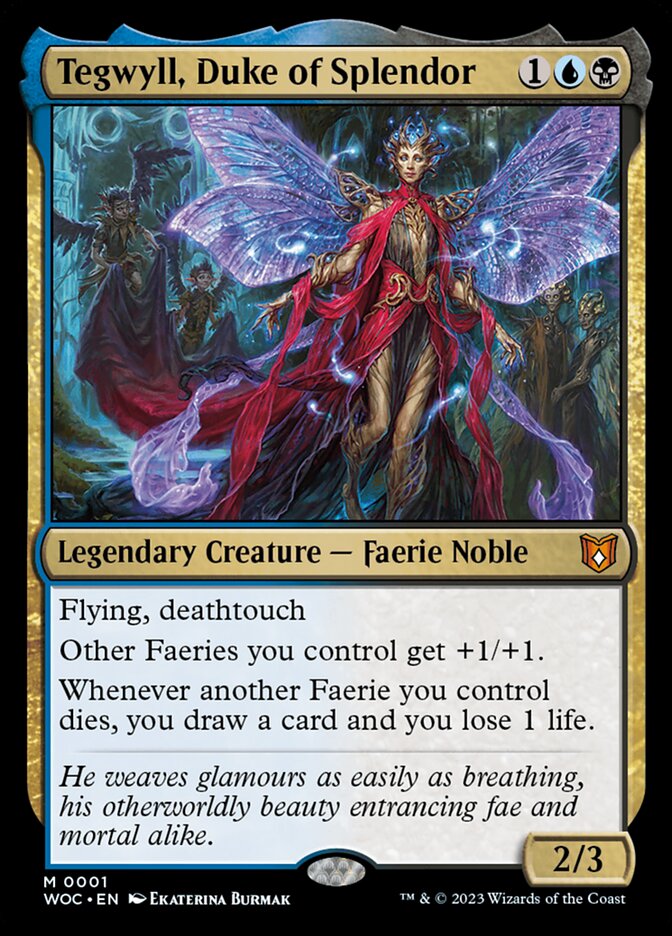 Tegwyll, Duke of Splendor 1
Legendary Creature — Faerie Noble
Flying, deathtouch
Other Faeries you control get +1/+1.
Whenever another Faerie you control
dies, you draw a card and you lose 1 life.
He weaves glamours as easily as breathing,
his otherworldly beauty entrancing fae and
mortal alike.
2/3
M 0001
WOC • EN Ekaterina Burmak
™ & © 2023 Wizards of the Coast